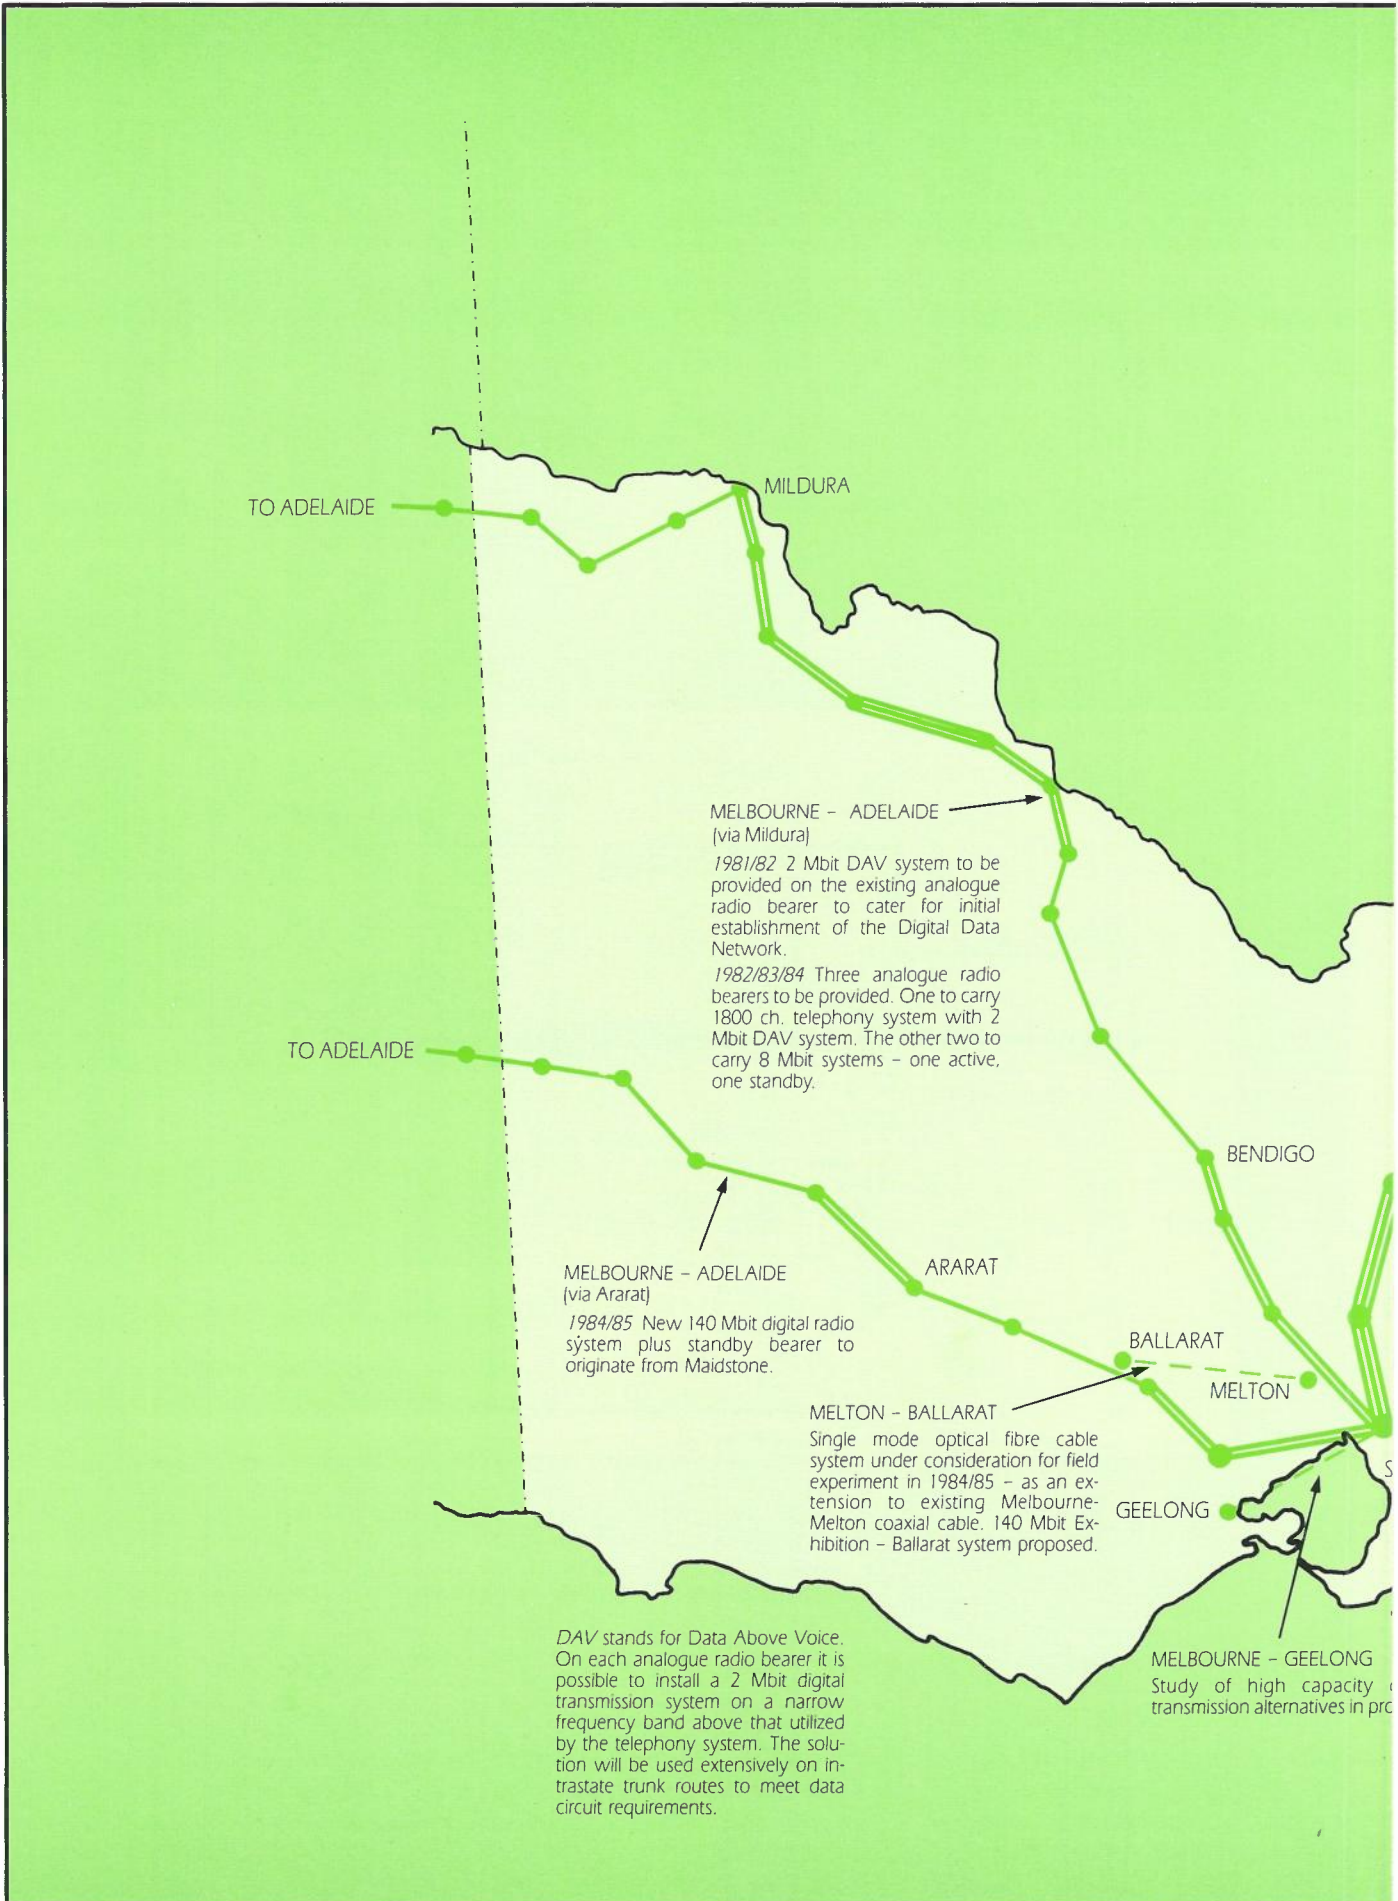 MILDURA
TO ADELAIDE
MELBOURNE – ADELAIDE
(via Mildura)
1981/82 2 Mbit DAV system to be
provided on the existing analogue
radio bearer to cater for initial
establishment of the Digital Data
Network.
1982/83/84 Three analogue radio
bearers to be provided. One to carry
1800 ch. telephony system with 2
Mbit DAV system. The other two to
carry 8 Mbit systems – one active,
one standby.
TO ADELAIDE
BENDIGO
ARARAT
MELBOURNE – ADELAIDE
(via Ararat)
1984/85 New 140 Mbit digital radio
system plus standby bearer to
originate from Maidstone.
BALLARAT
MELTON
MELTON – BALLARAT
Single mode optical fibre cable
system under consideration for field
experiment in 1984/85 – as an ex-
tension to existing Melbourne-
Melton coaxial cable. 140 Mbit Ex-
hibition – Ballarat system proposed.
S
GEELONG
DAV stands for Data Above Voice.
On each analogue radio bearer it is
possible to install a 2 Mbit digital
transmission system on a narrow
frequency band above that utilized
by the telephony system. The solu-
tion will be used extensively on in-
trastate trunk routes to meet data
circuit requirements.
MELBOURNE – GEELONG
Study of high capacity
transmission alternatives in pro